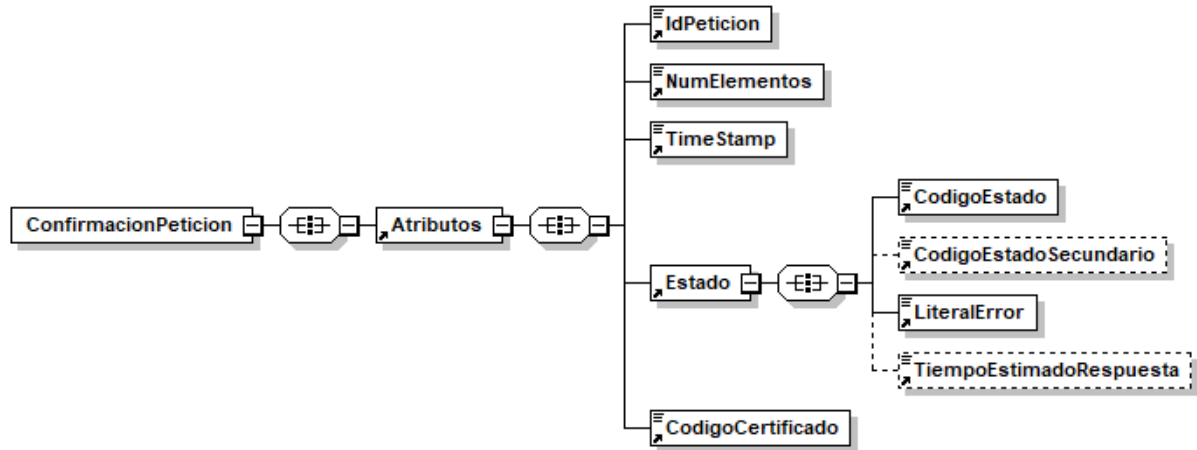 IdPeticion
NumElementos
TimeStamp
ConfirmacionPeticion
Atributos
Estado
CodigoEstado
CodigoEstadoSecundario
LiteralError
TiempoEstimadoRespuesta
CodigoCertificado